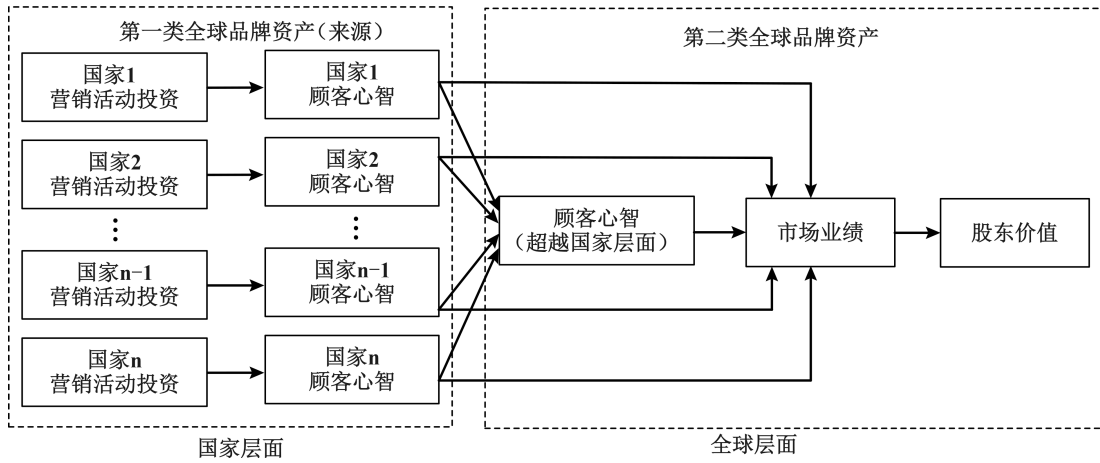 第一类全球品牌资产(来源)
第二类全球品牌资产
国家1
营销活动投资
国家1
顾客心智
国家2
营销活动投资
国家2
顾客心智
⋮
⋮
顾客心智
(超越国家层面)
市场业绩
股东价值
国家n-1
营销活动投资
国家n-1
顾客心智
国家n
营销活动投资
国家n
顾客心智
国家层面
全球层面